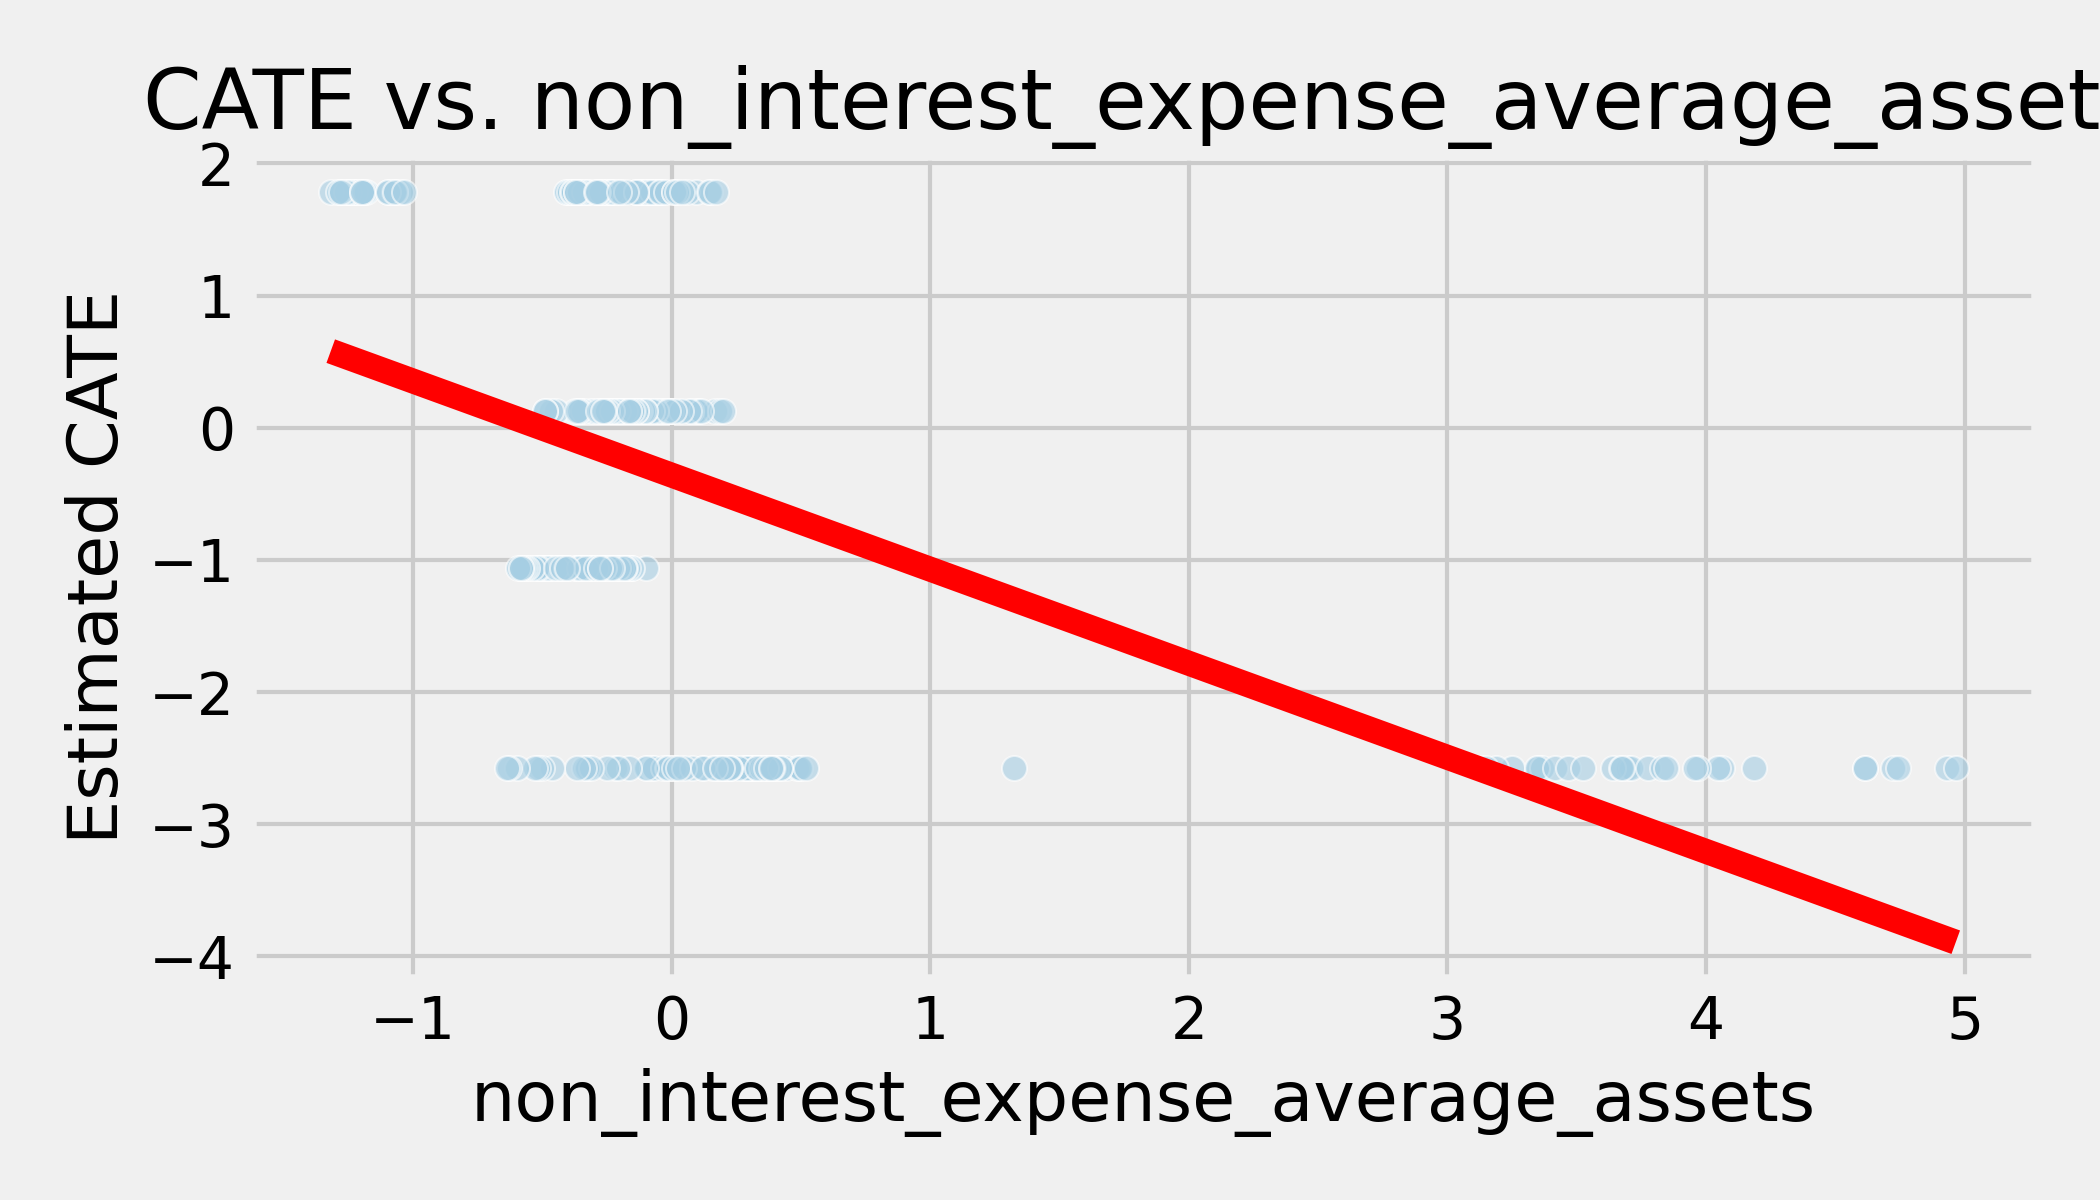 CATE vs. non_interest_expense_average_asset
2
1
0
−1
−2
−3
−4
Estimated CATE
−1 0 1 2 3 4 5
non_interest_expense_average_assets